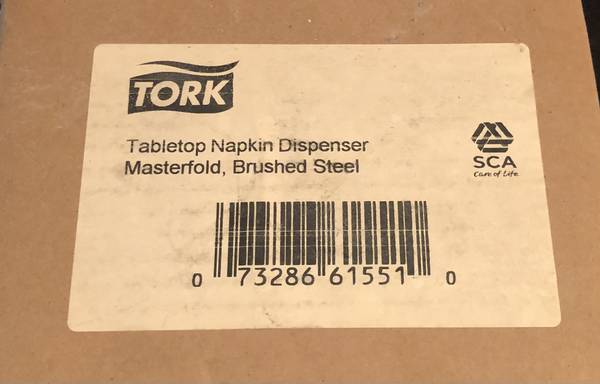 TORK
Tabletop Napkin Dispenser
Masterfold, Brushed Steel
SCA
Care of Life
0 73286 61551 0